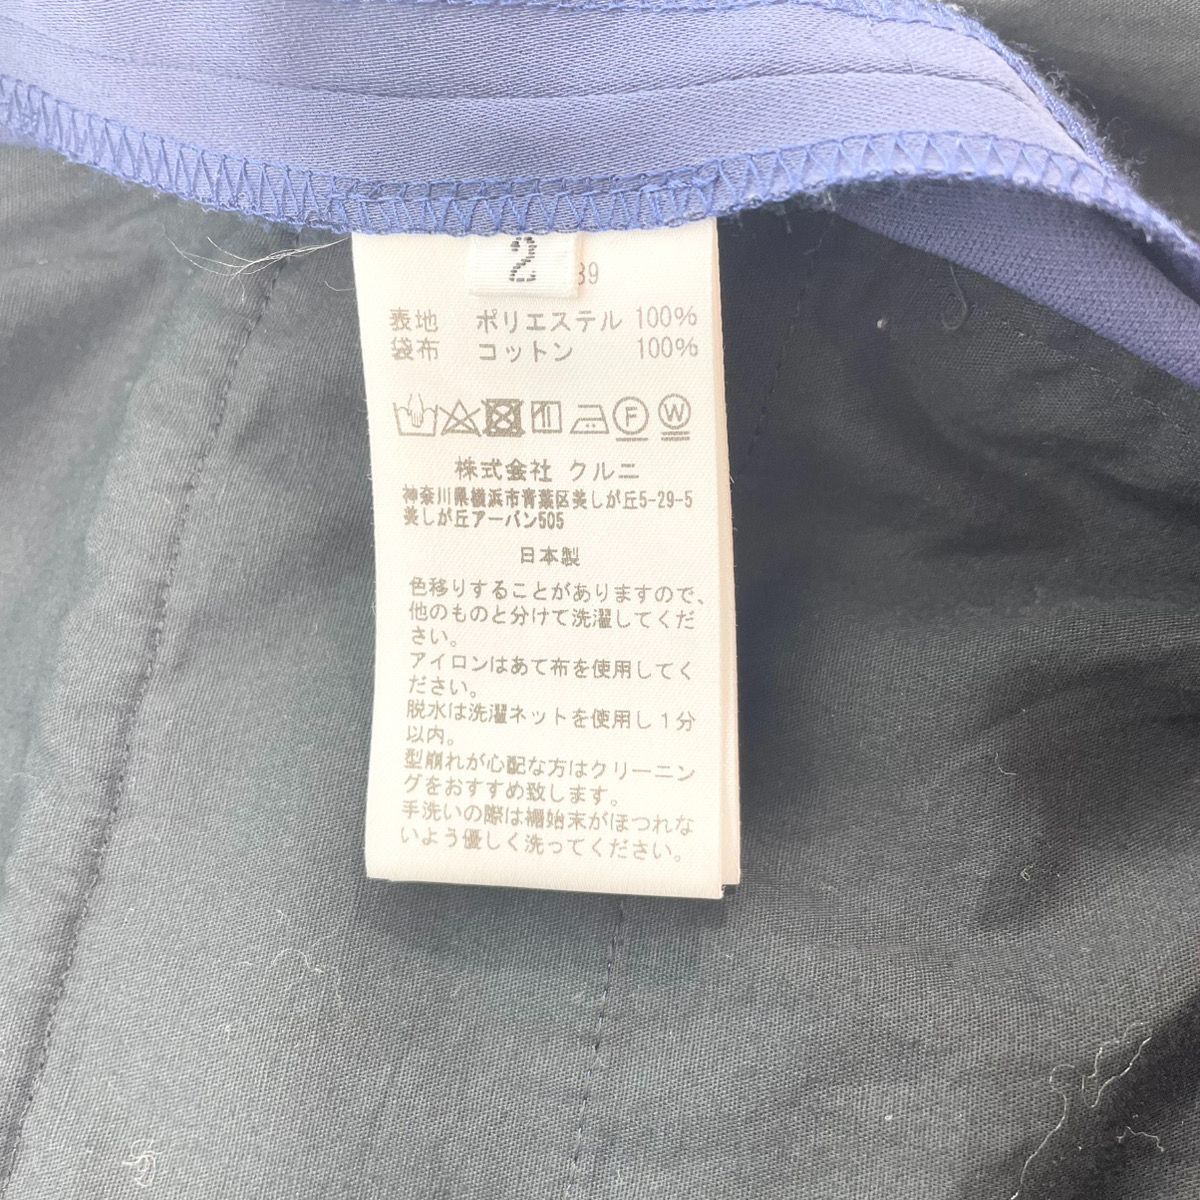 2
39
表地 ポリエステル 100%
袋布 コットン 100%
F W
株式会社 クルニ
神奈川県横浜市青葉区美しが丘5-29-5
美しが丘アーバン505
日本製
色移りすることがありますので、
他のものと分けて洗濯してくだ
さい。
アイロンはあて布を使用してく
ださい。
脱水は洗濯ネットを使用し1分
以内。
型崩れが心配な方はクリーニン
グをおすすめ致します。
手洗いの際は裾始末がほつれな
いよう優しく洗ってください。